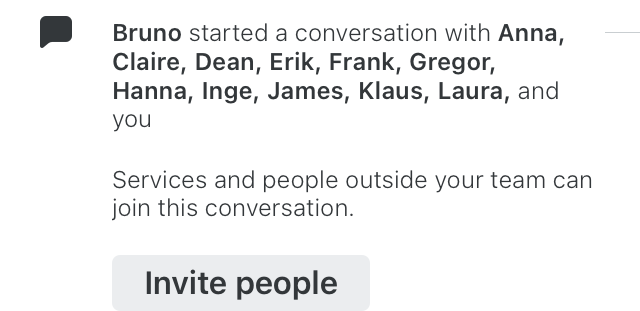 Bruno started a conversation with Anna,
Claire, Dean, Erik, Frank, Gregor,
Hanna, Inge, James, Klaus, Laura, and
you
Services and people outside your team can
join this conversation.
Invite people